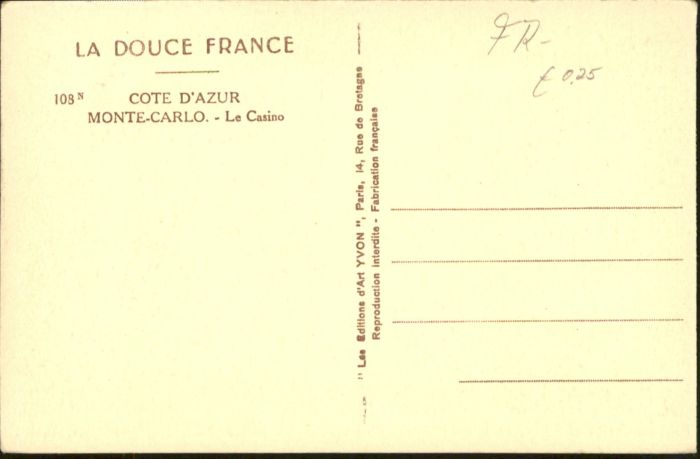 LA DOUCE FRANCE
108 N COTE D'AZUR
MONTE-CARLO. - Le Casino
" Les Editions d'Art YVON ", Paris, 14, Rue de Bretagne
Reproduction interdite - Fabrication française
FR-
€ 0,25